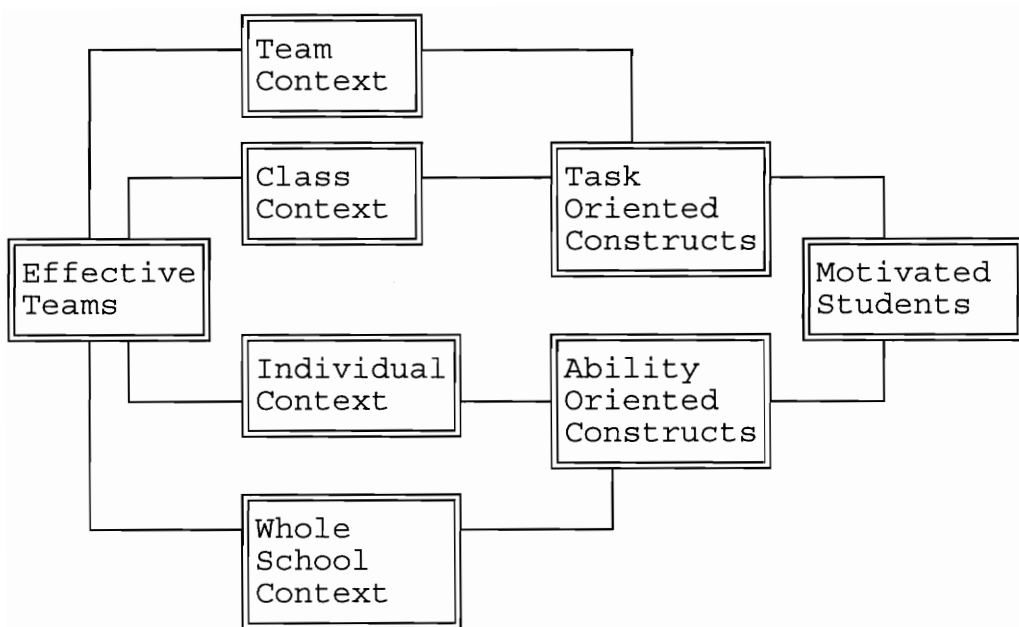 Team
Context
Class
Context
Task
Oriented
Constructs
Effective
Teams
Motivated
Students
Individual
Context
Ability
Oriented
Constructs
Whole
School
Context